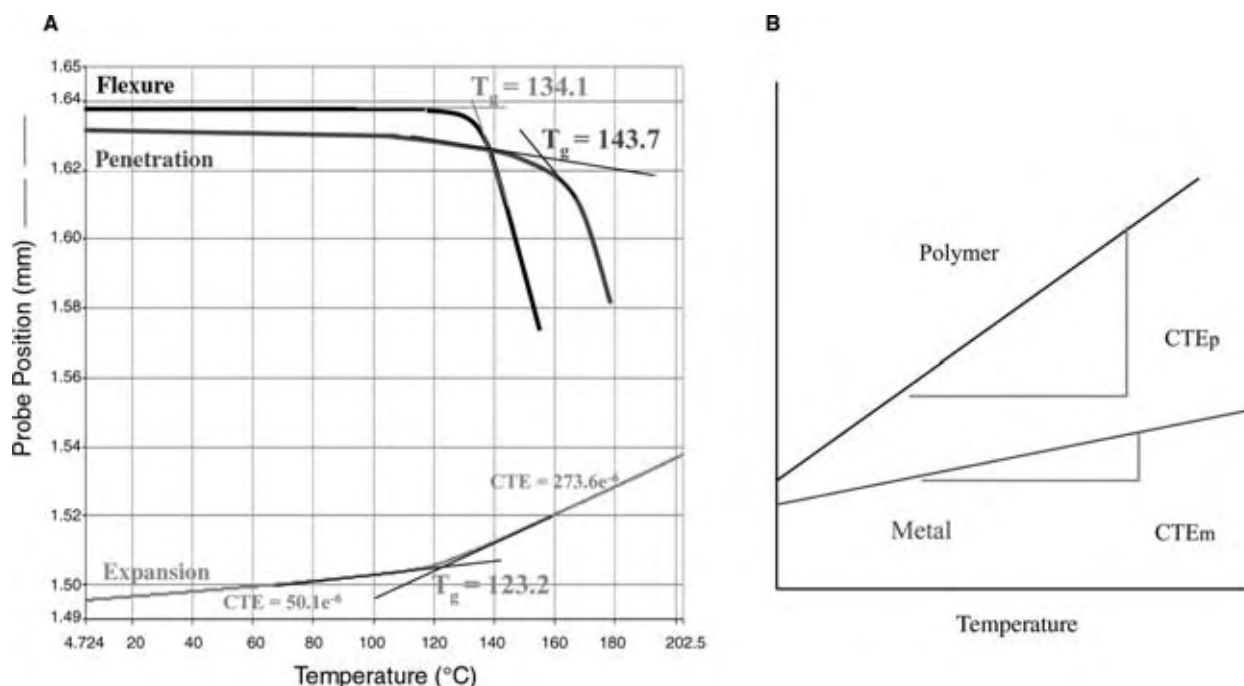 A
B
1.65
Flexure
Tg = 134.1
1.64
Tg = 143.7
Penetration
1.62
1.60
Polymer
Probe Position (mm)
1.58
CTEp
1.56
1.54
CTE = 273.6e-6
1.52
Metal
CTEm
Expansion
1.50
CTE = 50.1e-6
Tg = 123.2
1.49
4.724 20 40 60 80 100 120 140 160 180 202.5
Temperature
Temperature (°C)